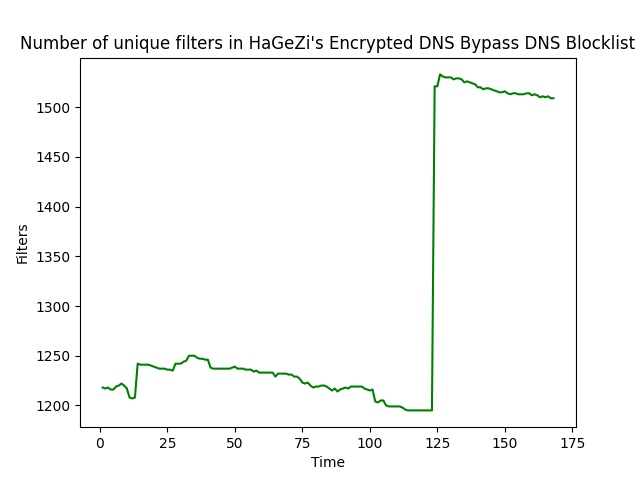 Number of unique filters in HaGeZi's Encrypted DNS Bypass DNS Blocklist
1500
1450
1400
1350
1300
1250
1200
Filters
0 25 50 75 100 125 150 175
Time